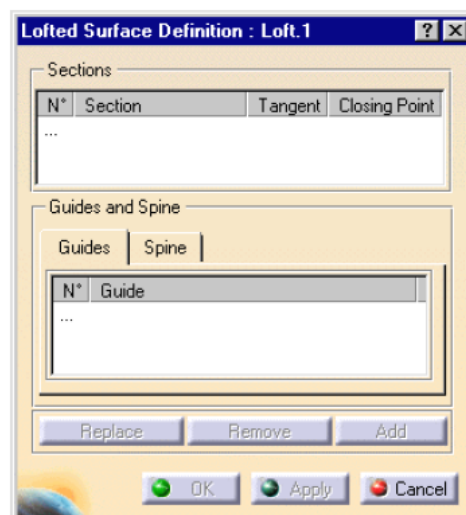 Lofted Surface Definition : Loft.1 ? X
Sections
N° Section Tangent Closing Point
...
Guides and Spine
Guides Spine
N° Guide
...
Replace Remove Add
OK Apply Cancel